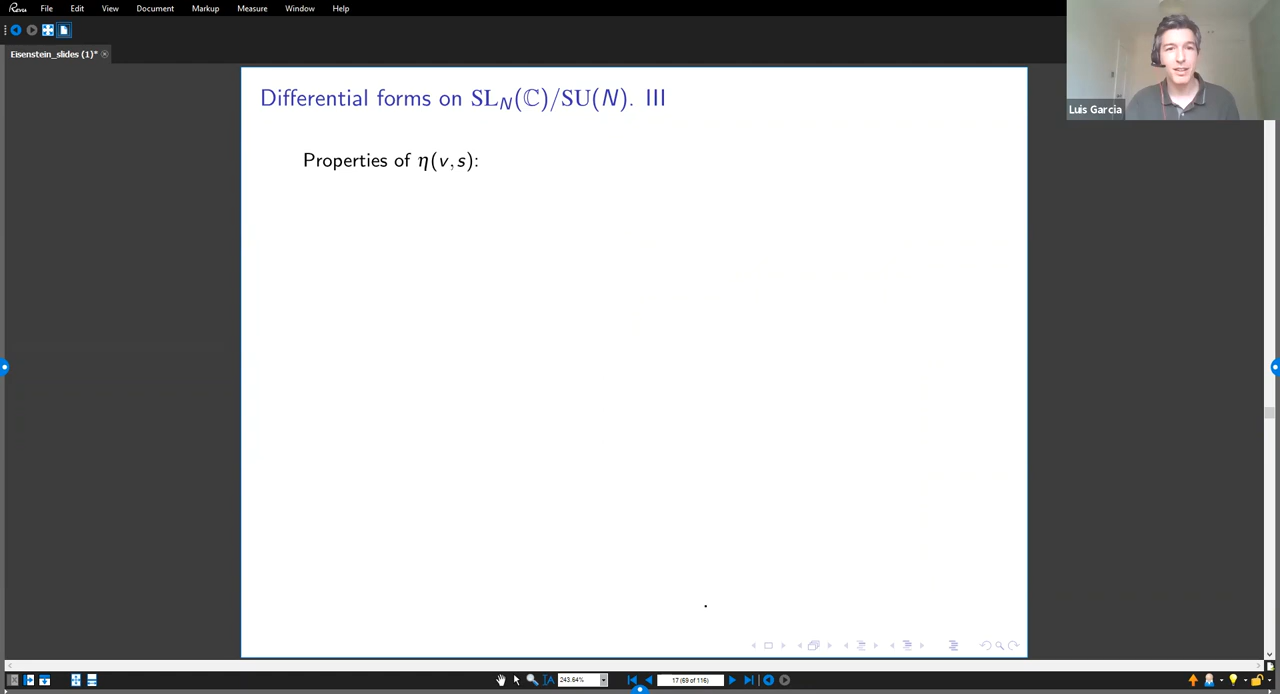 Revu File Edit View Document Markup Measure Window Help
Eisenstein_slides (1)*
Differential forms on SL_N(ℂ)/SU(N). III
Luis Garcia
Properties of η(v,s):
243.64%
17 (69 of 116)